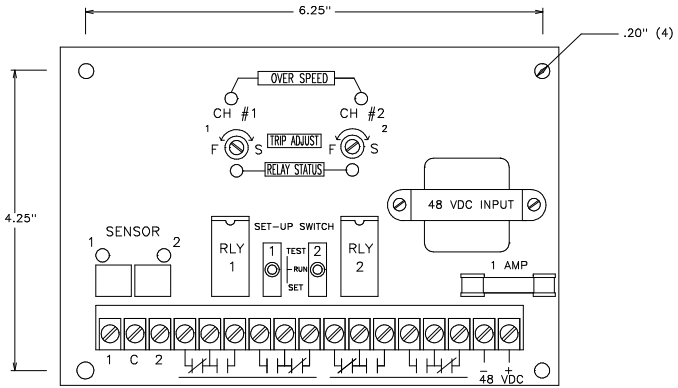 6.25"
.20" (4)
OVER SPEED
CH #1
CH #2
1
2
F
S
TRIP ADJUST
F
S
RELAY STATUS
4.25"
48 VDC INPUT
SENSOR
1
2
SET-UP SWITCH
RLY
1
1
TEST
2
RUN
SET
RLY
2
1 AMP
1
C
2
- +
48 VDC